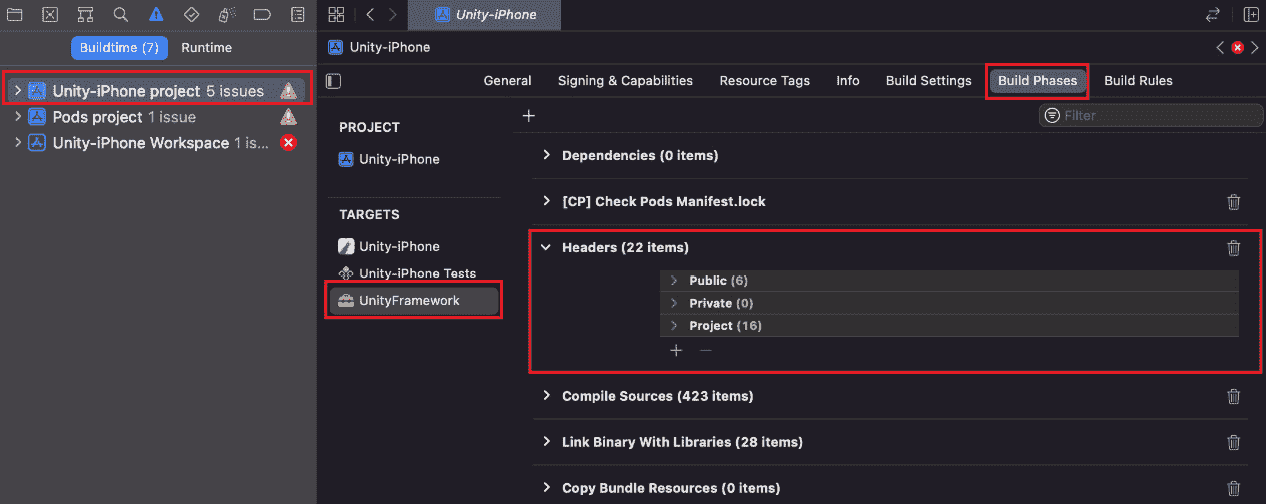 Unity-iPhone
Buildtime (7) Runtime
Unity-iPhone
Unity-iPhone project 5 issues
Pods project 1 issue
Unity-iPhone Workspace 1 is...
General Signing & Capabilities Resource Tags Info Build Settings Build Phases Build Rules
PROJECT
Unity-iPhone
TARGETS
Unity-iPhone
Unity-iPhone Tests
UnityFramework
Filter
Dependencies (0 items)
[CP] Check Pods Manifest.lock
Headers (22 items)
Public (6)
Private (0)
Project (16)
Compile Sources (423 items)
Link Binary With Libraries (28 items)
Copy Bundle Resources (0 items)